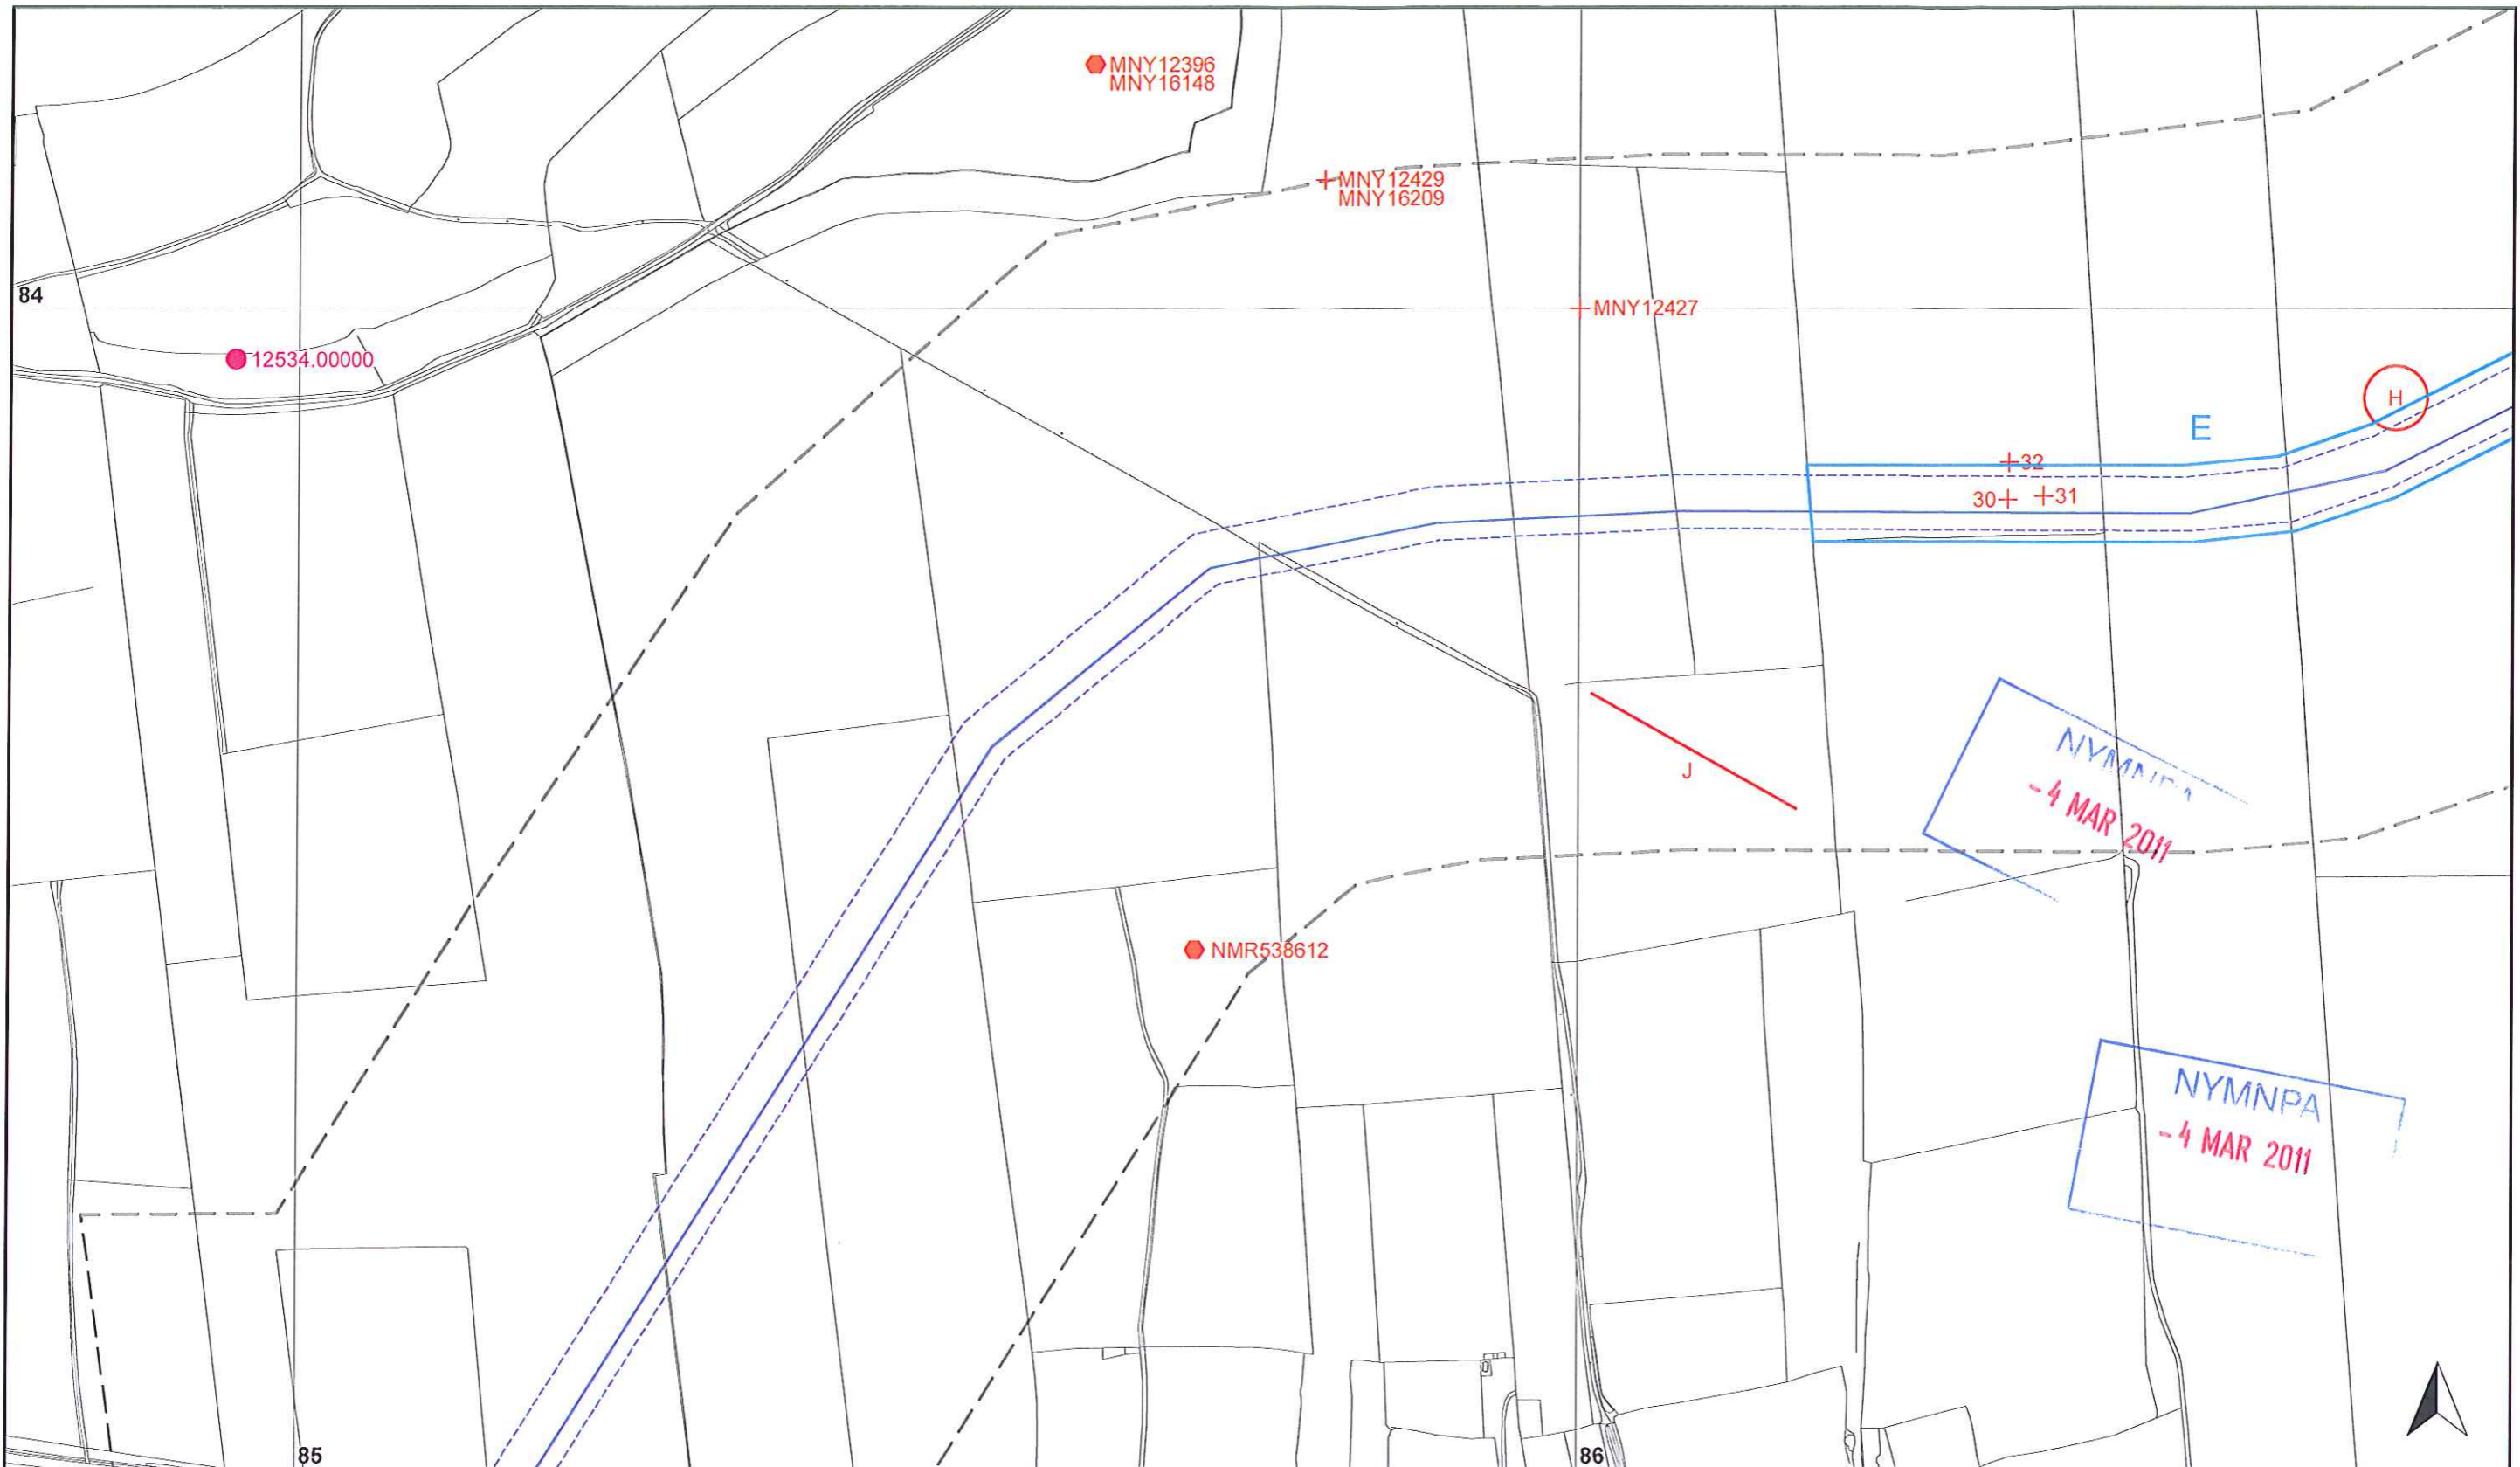 MNY12396
MNY16148
MNY12429
MNY16209
84
MNY12427
12534.00000
H
E
32
30
31
J
NYMNPA
-4 MAR 2011
NMR538612
NYMNPA
-4 MAR 2011
85
86